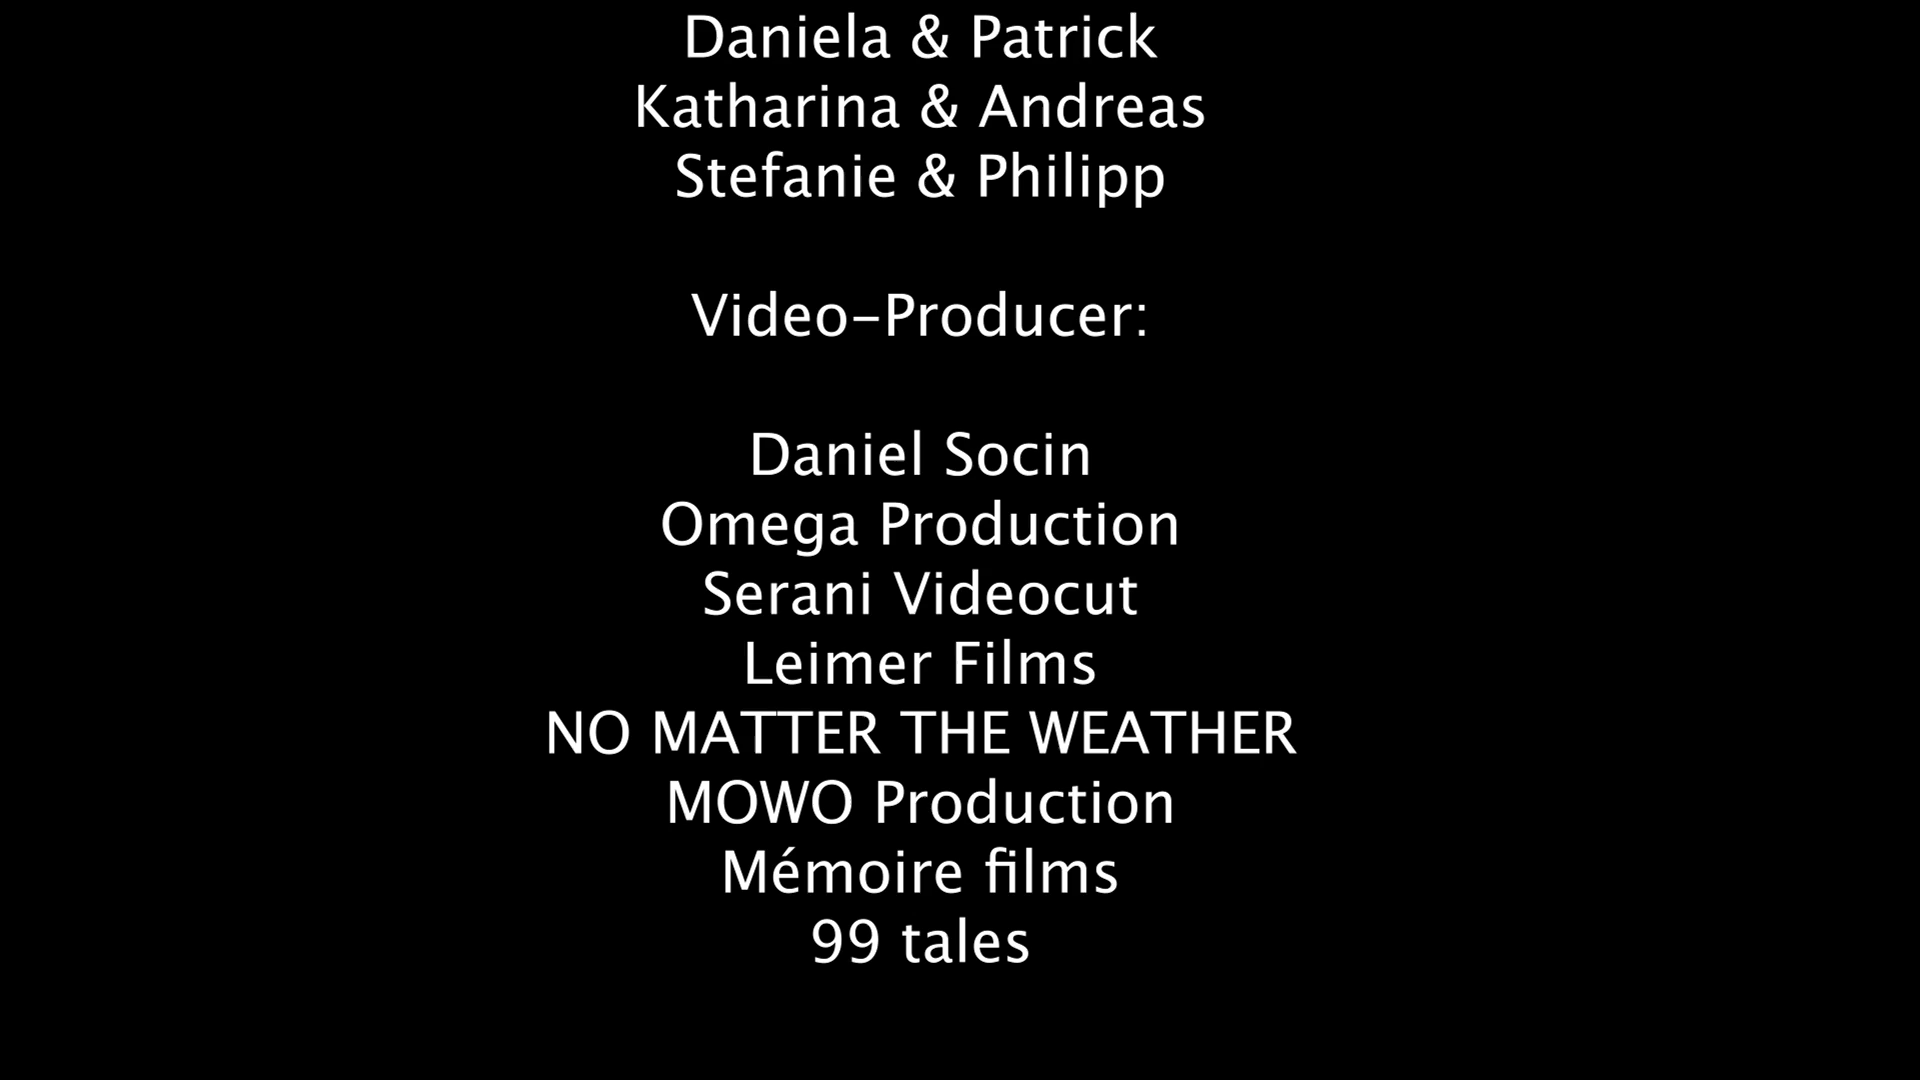 Daniela & Patrick
Katharina & Andreas
Stefanie & Philipp
Video-Producer:
Daniel Socin
Omega Production
Serani Videocut
Leimer Films
NO MATTER THE WEATHER
MOWO Production
Mémoire films
99 tales